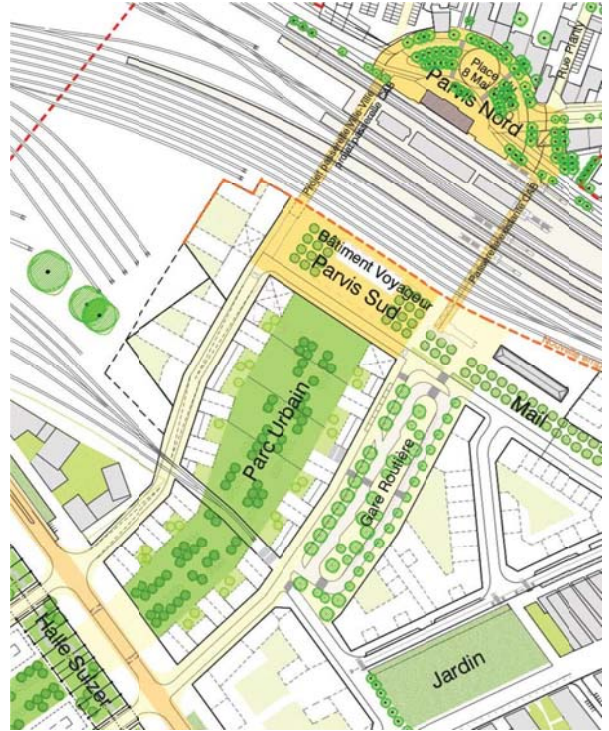 Place
8 Mai
Rue Planty
Parvis Nord
Bâtiment Voyageur
Parvis Sud
Mail
Parc Urbain
Gare Routière
Halle Sulzer
Jardin